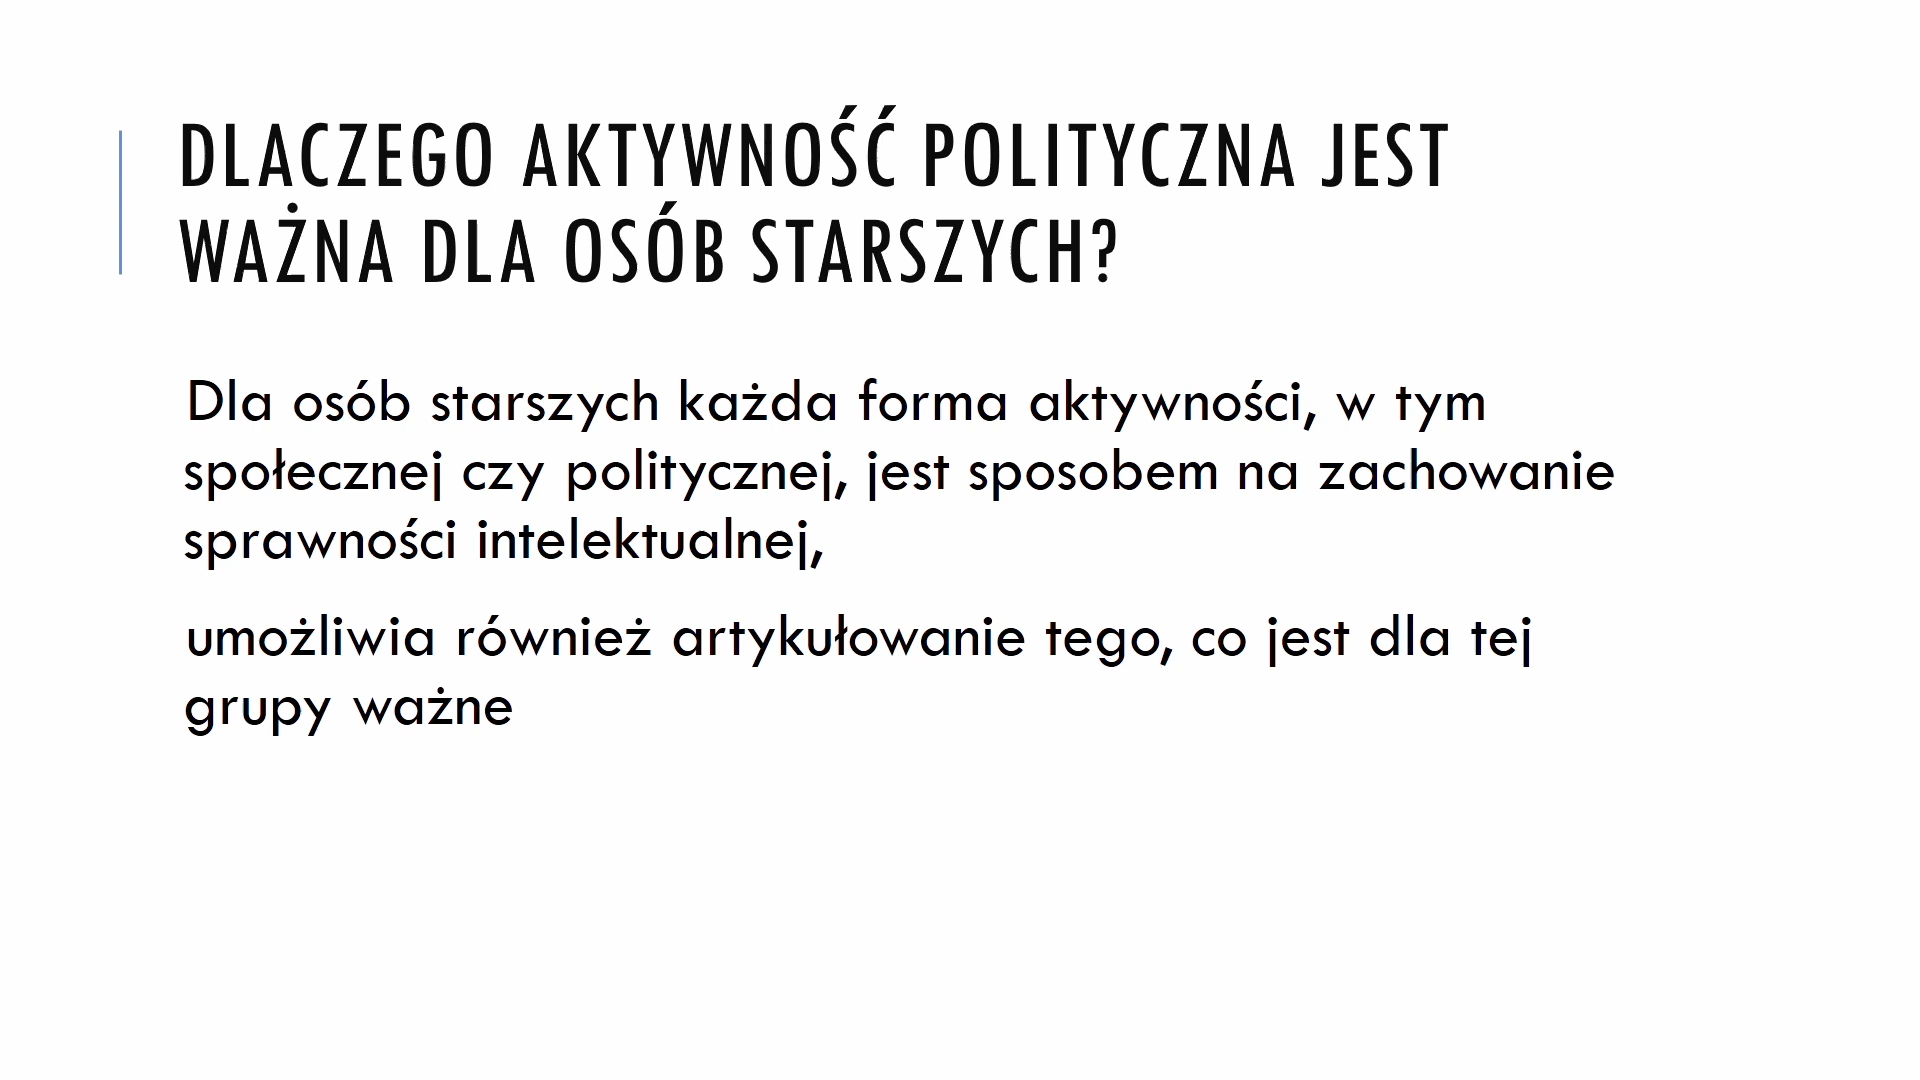 DLACZEGO AKTYWNOŚĆ POLITYCZNA JEST
WAŻNA DLA OSÓB STARSZYCH?
Dla osób starszych każda forma aktywności, w tym
społecznej czy politycznej, jest sposobem na zachowanie
sprawności intelektualnej,
umożliwia również artykułowanie tego, co jest dla tej
grupy ważne